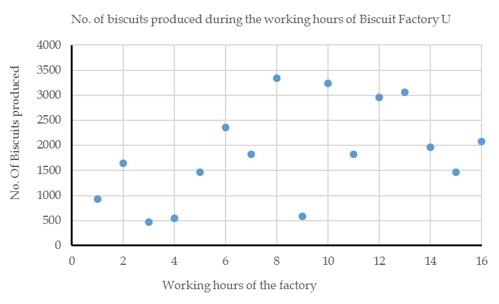 No. of biscuits produced during the working hours of Biscuit Factory U
No. Of Biscuits produced
4000
3500
3000
2500
2000
1500
1000
500
0
0 2 4 6 8 10 12 14 16
Working hours of the factory